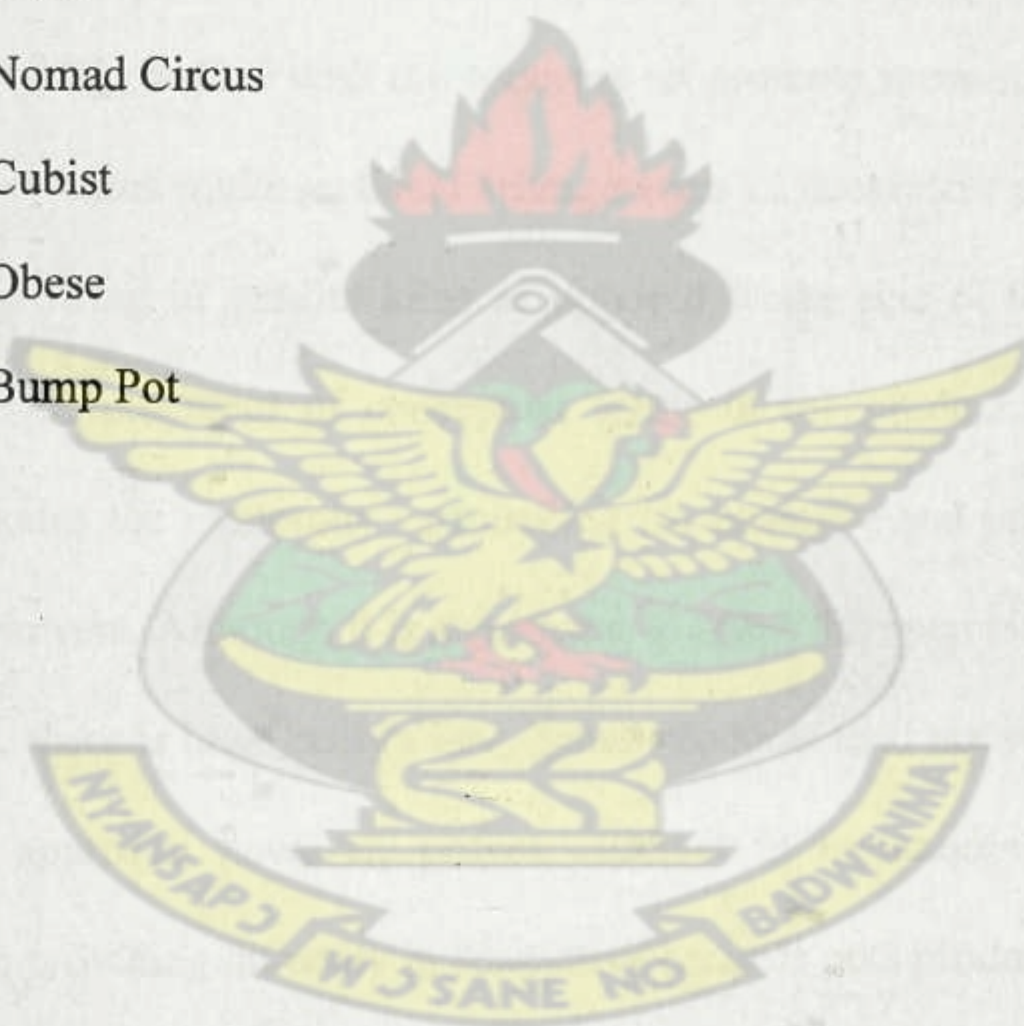 Nomad Circus
Cubist
Obese
Bump Pot
NYANSAPƆ
WƆSANE NO
BADWENMA